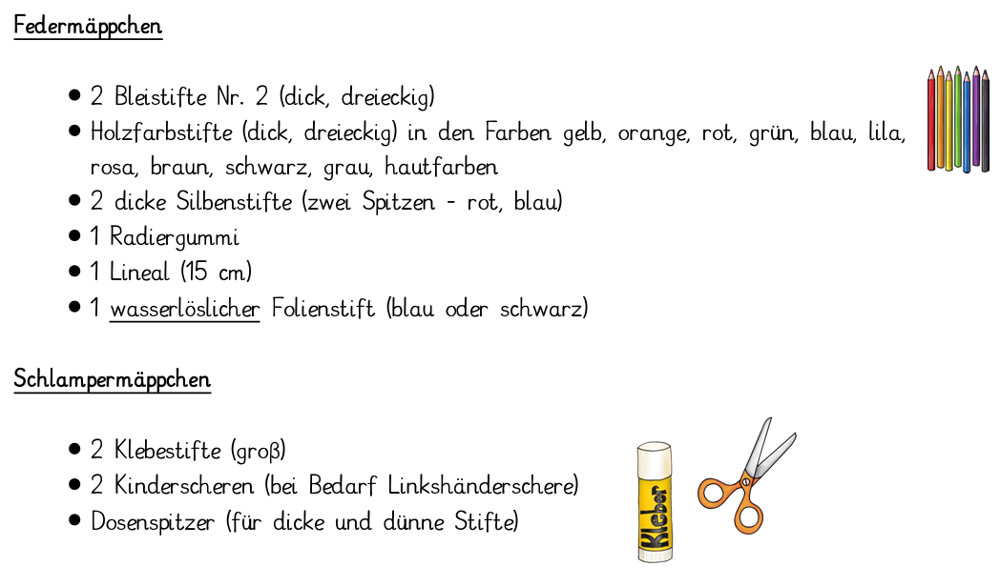 Federmäppchen
● 2 Bleistifte Nr. 2 (dick, dreieckig)
● Holzfarbstifte (dick, dreieckig) in den Farben gelb, orange, rot, grün, blau, lila,
rosa, braun, schwarz, grau, hautfarben
● 2 dicke Silbenstifte (zwei Spitzen - rot, blau)
● 1 Radiergummi
● 1 Lineal (15 cm)
● 1 wasserlöslicher Folienstift (blau oder schwarz)
Schlampermäppchen
● 2 Klebestifte (groß)
● 2 Kinderscheren (bei Bedarf Linkshänderschere)
● Dosenspitzer (für dicke und dünne Stifte)
Kleber